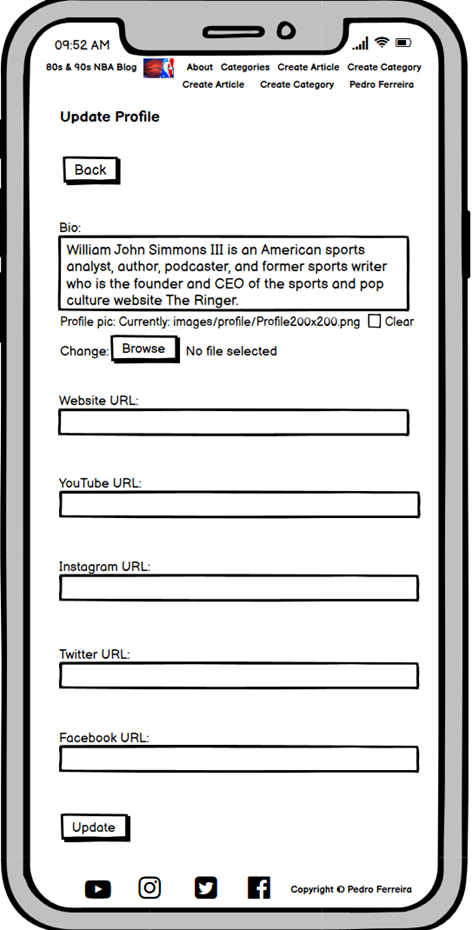 09:52 AM
80s & 90s NBA Blog About Categories Create Article Create Category
Create Article Create Category Pedro Ferreira
Update Profile
Back
Bio:
William John Simmons III is an American sports
analyst, author, podcaster, and former sports writer
who is the founder and CEO of the sports and pop
culture website The Ringer.
Profile pic: Currently: images/profile/Profile200x200.png Clear
Change: Browse No file selected
Website URL:
YouTube URL:
Instagram URL:
Twitter URL:
Facebook URL:
Update
Copyright © Pedro Ferreira